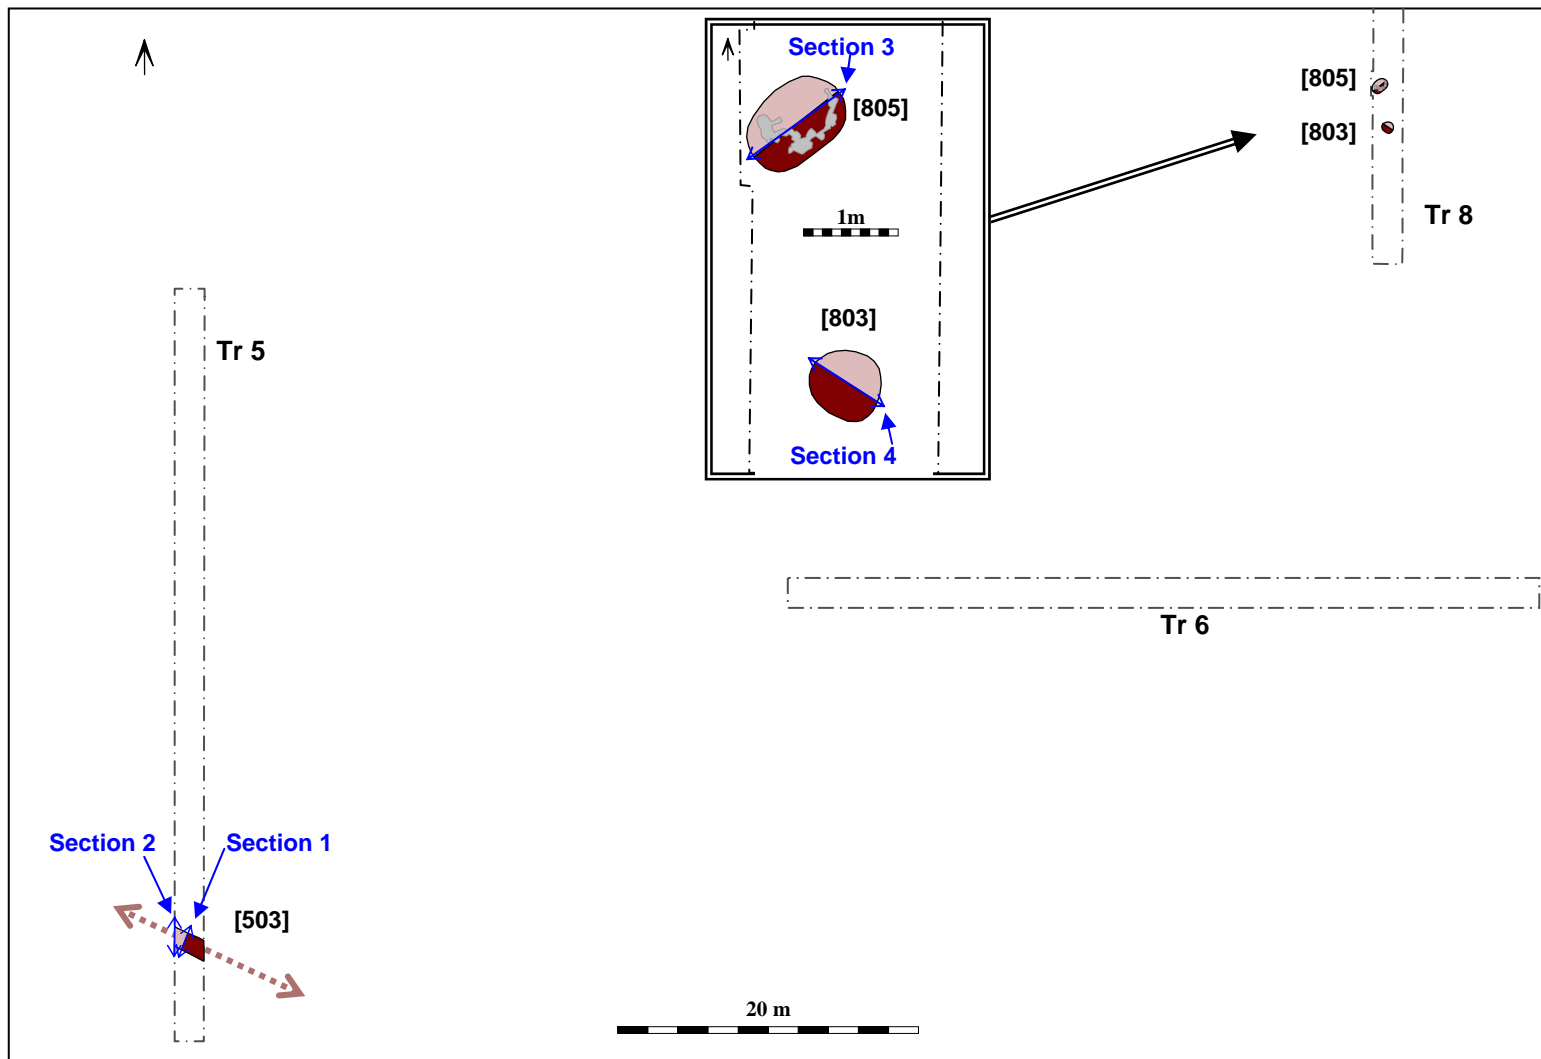 Section 3
[805]
[805]
[803]
Tr 8
1m
[803]
Tr 5
Section 4
Tr 6
Section 2
Section 1
[503]
20 m